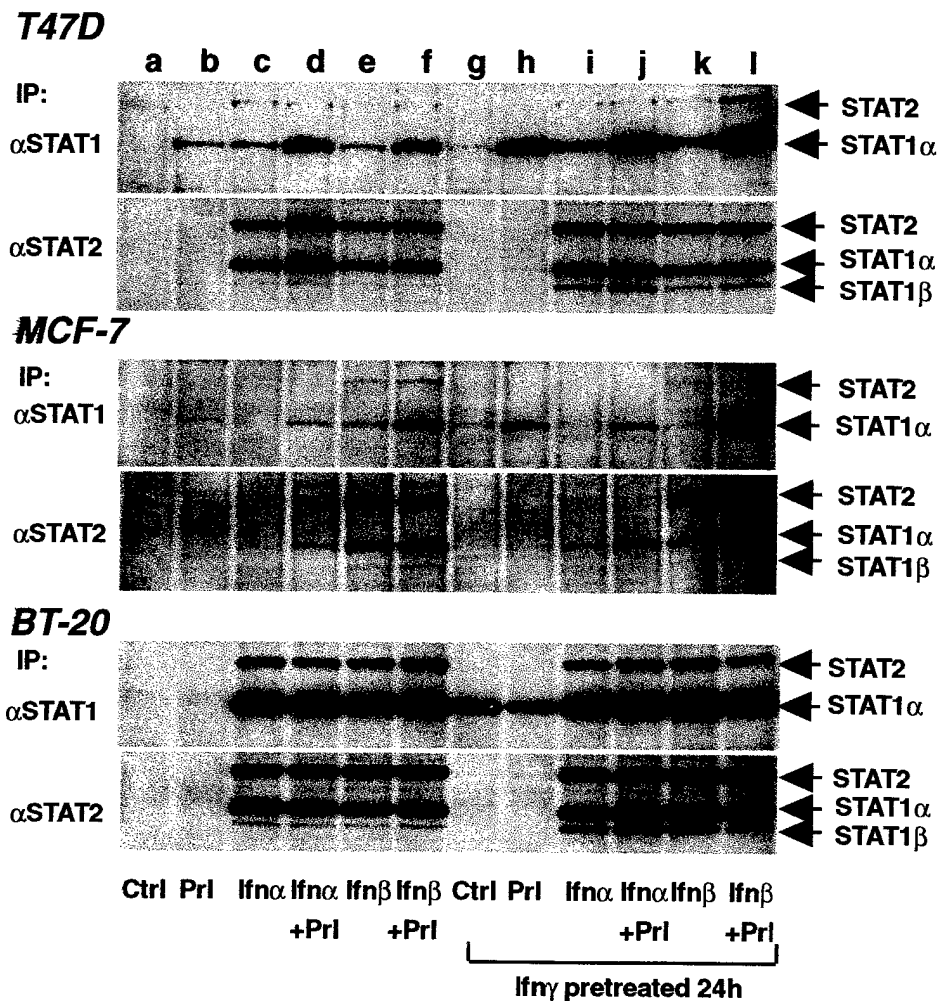 T47D
a b c d e f g h i j k l
IP:
αSTAT1
STAT2
STAT1α
αSTAT2
STAT2
STAT1α
STAT1β
MCF-7
IP:
αSTAT1
STAT2
STAT1α
αSTAT2
STAT2
STAT1α
STAT1β
BT-20
IP:
αSTAT1
STAT2
STAT1α
αSTAT2
STAT2
STAT1α
STAT1β
Ctrl Prl Ifnα Ifnα Ifnβ Ifnβ Ctrl Prl Ifnα Ifnα Ifnβ Ifnβ
+Prl +Prl +Prl +Prl
Ifnγ pretreated 24h